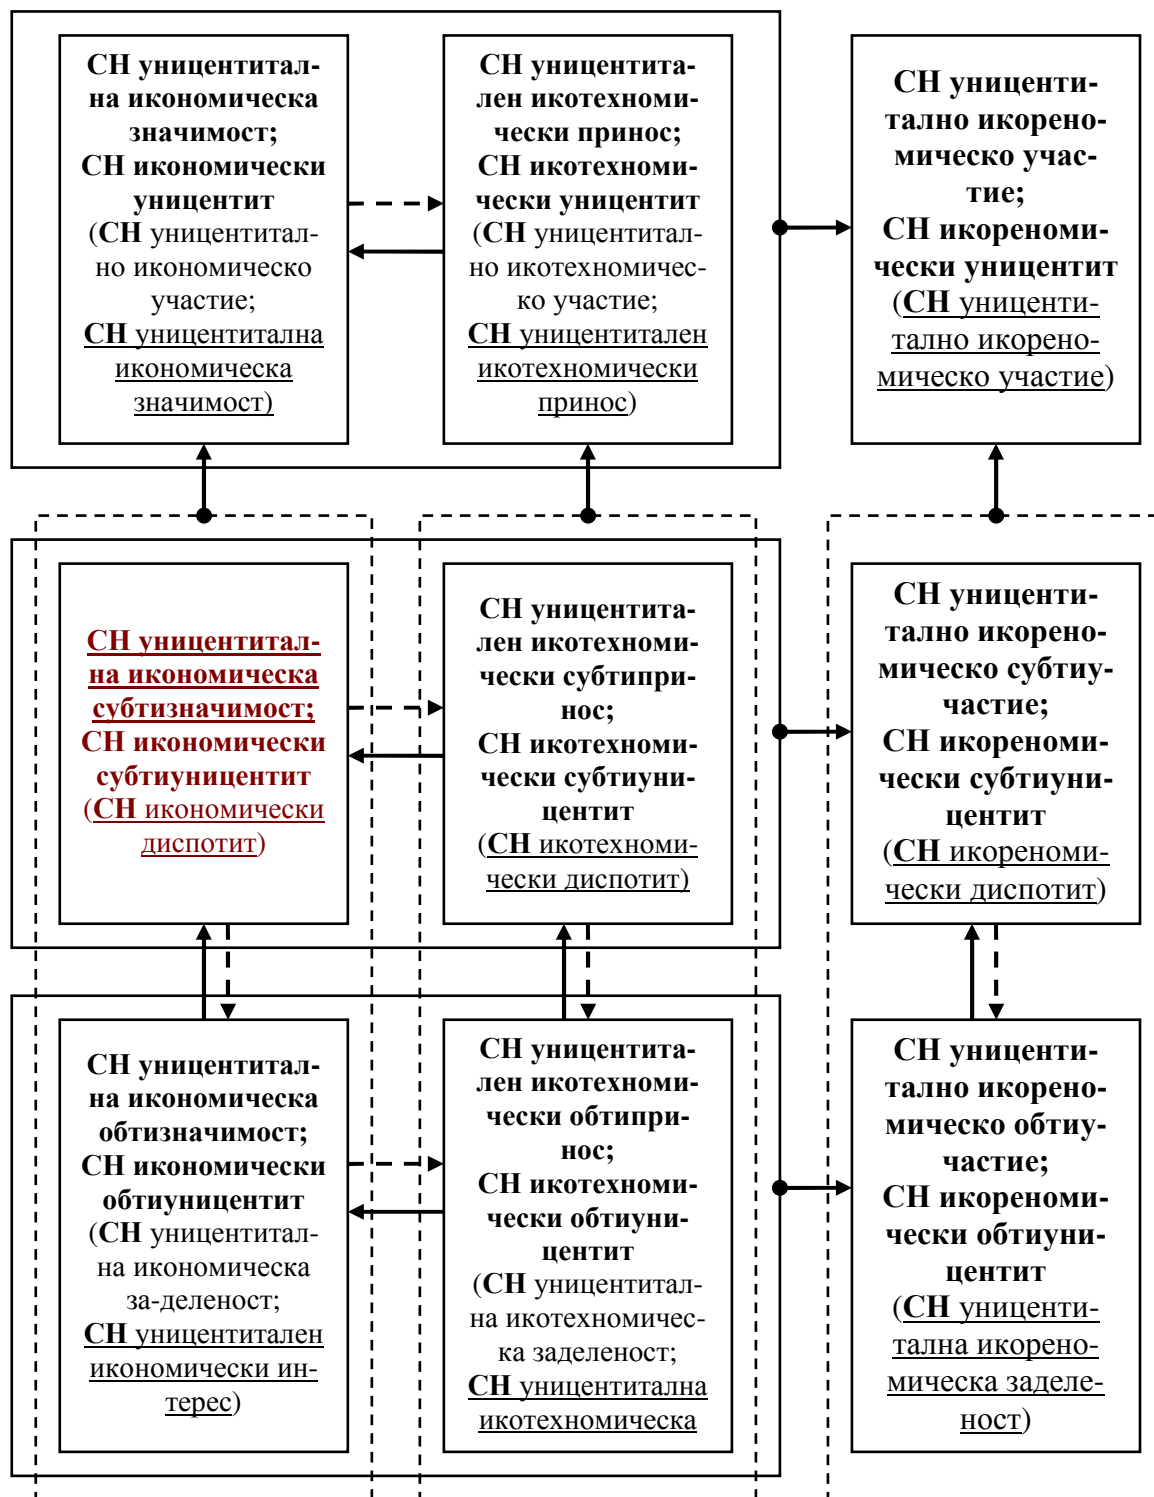 СН уницентитал-
на икономическа
значимост;
СН икономически
уницентит
(СН уницентитал-
но икономическо
участие;
СН уницентитална
икономическа
значимост)
СН уницентита-
лен икотехноми-
чески принос;
СН икотехноми-
чески уницентит
(СН уницентитал-
но икотехномичес-
ко участие;
СН уницентитален
икотехномически
принос)
СН уницenти-
тално икорено-
мическо учас-
тие;
СН икореноми-
чески уницентит
(СН уницenти-
тално икорено-
мическо участие)
СН уницентитал-
на икономическа
субтизначимост;
СН икономически
субтиуницентит
(СН икономически
диспотит)
СН уницентита-
лен икотехноми-
чески субтипри-
нос;
СН икотехноми-
чески субтиуни-
центит
(СН икотехноми-
чески диспотит)
СН уницenти-
тално икорено-
мическо субтиу-
частие;
СН икореноми-
чески субтиуни-
центит
(СН икореноми-
чески диспотит)
СН уницентитал-
на икономическа
обтизначимост;
СН икономически
обтиуницентит
(СН уницентитал-
на икономическа
за-деленост;
СН уницентитален
икономически ин-
терес)
СН уницентита-
лен икотехноми-
чески обтипри-
нос;
СН икотехноми-
чески обтиуни-
центит
(СН уницентитал-
на икотехномичес-
ка заделеност;
СН уницентитална
икотехномическа
СН уницenти-
тално икорено-
мическо обтиу-
частие;
СН икореноми-
чески обтиуни-
центит
(СН уницenти-
тална икорено-
мическа заделе-
ност)